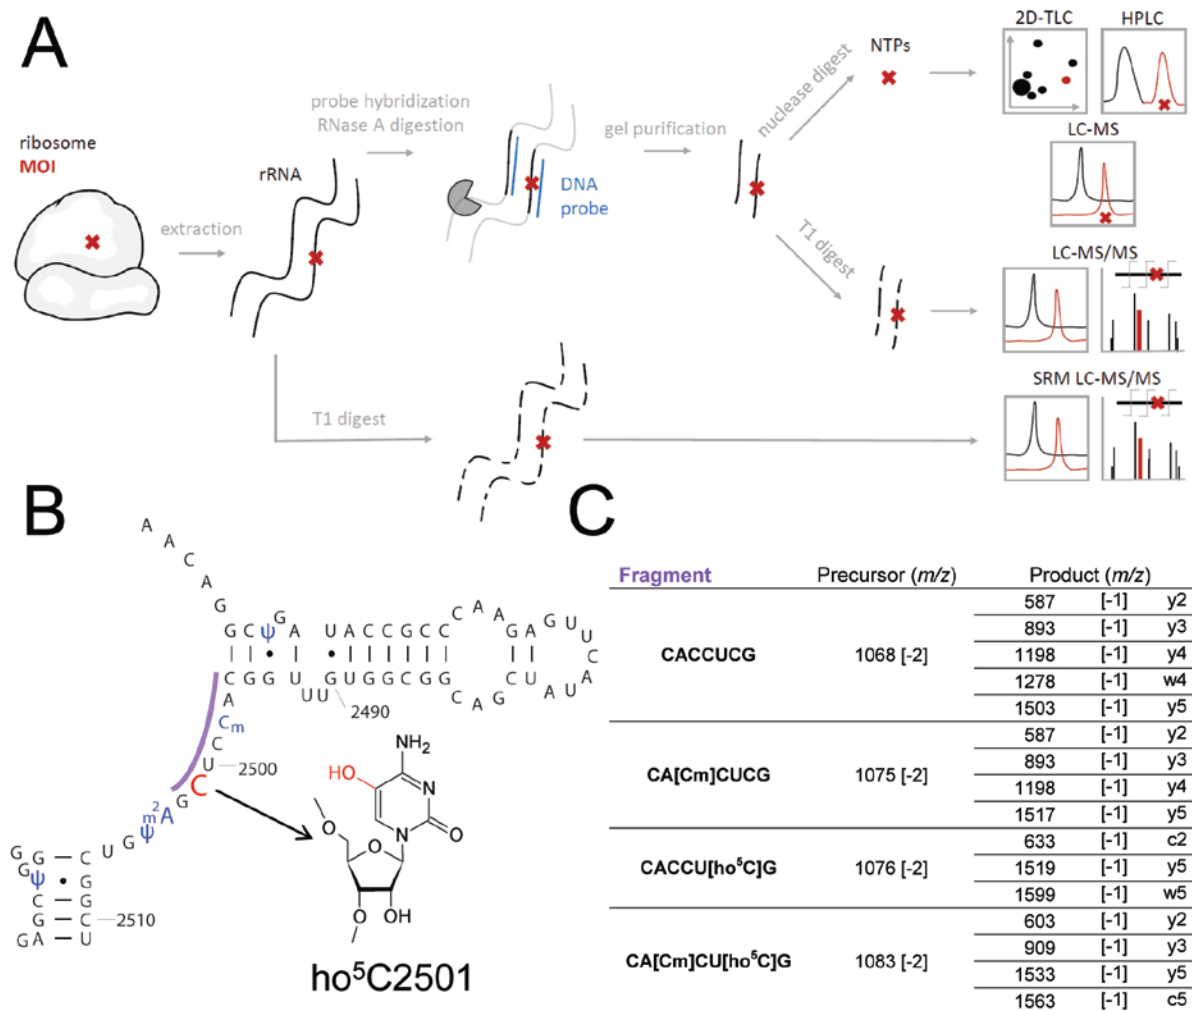 A
ribosome
MOI
extraction
rRNA
probe hybridization
RNase A digestion
DNA
probe
gel purification
nuclease digest
NTPs
T1 digest
2D-TLC
HPLC
LC-MS
LC-MS/MS
T1 digest
SRM LC-MS/MS
B
A
A
C
A
G
G C ψ G A U A C C G C C C A A G A G U U C A U A U C G A C G G C G G U U U U G G C
2490
A
Cm
C
U
2500
C
G
m²A
ψ
G
U
C
G
G
G
ψ
C
G
A
G
G
G
C
U
2510
HO
NH₂
N
N
O
O
O
O
OH
ho⁵C2501
C
Fragment Precursor (m/z) Product (m/z)
CACCUCG 1068 [-2]
587 [-1] y2
893 [-1] y3
1198 [-1] y4
1278 [-1] w4
1503 [-1] y5
CA[Cm]CUCG 1075 [-2]
587 [-1] y2
893 [-1] y3
1198 [-1] y4
1517 [-1] y5
CACCU[ho⁵C]G 1076 [-2]
633 [-1] c2
1519 [-1] y5
1599 [-1] w5
CA[Cm]CU[ho⁵C]G 1083 [-2]
603 [-1] y2
909 [-1] y3
1533 [-1] y5
1563 [-1] c5